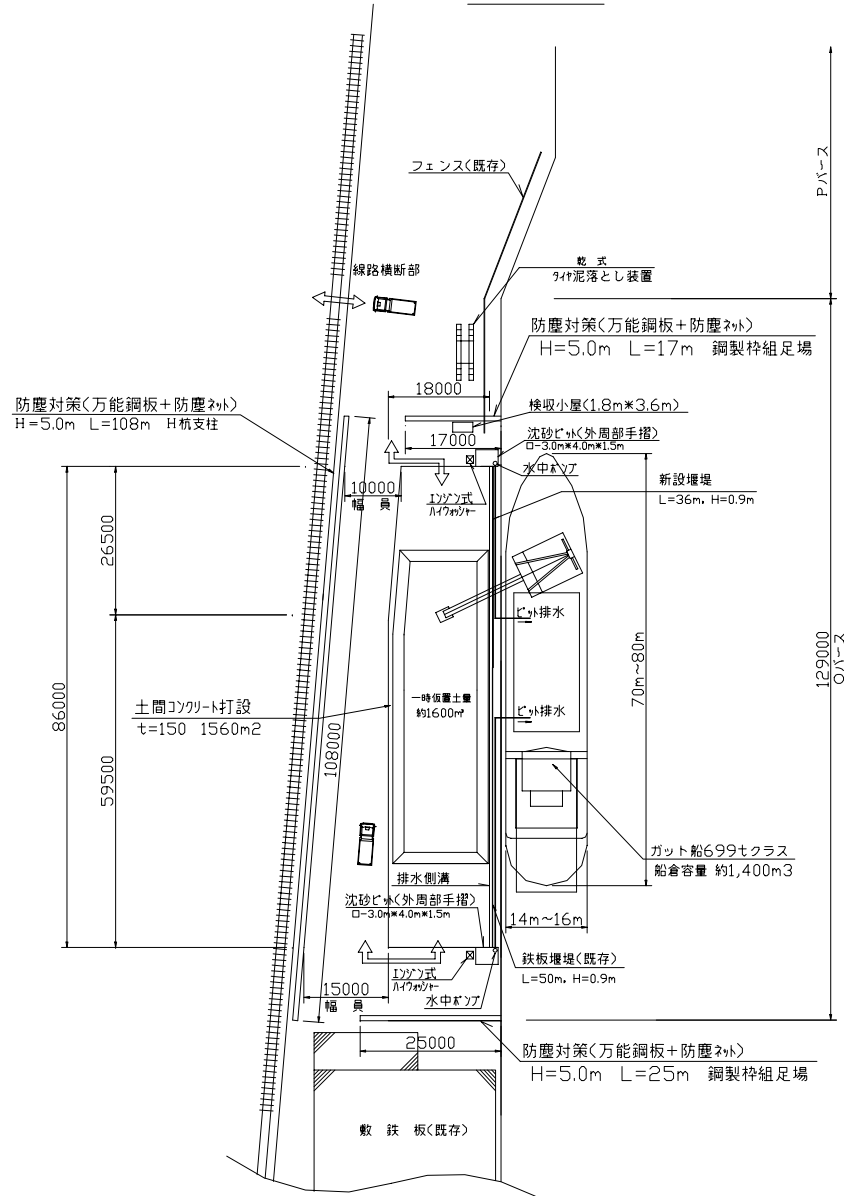 フェンス(既存)
Pバース
乾 式
タイヤ泥落とし装置
線路横断部
防塵対策(万能鋼板+防塵ネット)
H=5.0m L=17m 鋼製枠組足場
18000
検収小屋(1.8m*3.6m)
防塵対策(万能鋼板+防塵ネット)
H=5.0m L=108m H杭支柱
17000
沈砂ピット(外周部手摺)
ロ-3.0m*4.0m*1.5m
水中ポンプ
10000
幅 員
エンジン式
ハイウォッシャー
新設堰堤
L=36m, H=0.9m
26500
ピット排水
70m~80m
129000
Oバース
86000
土間コンクリート打設
t=150 1560m2
一時仮置土量
約1600m³
ピット排水
108000
59500
ガット船699tクラス
船倉容量 約1,400m3
排水側溝
沈砂ピット(外周部手摺)
ロ-3.0m*4.0m*1.5m
14m~16m
鉄板堰堤(既存)
L=50m, H=0.9m
エンジン式
ハイウォッシャー
15000
幅 員
水中ポンプ
25000
防塵対策(万能鋼板+防塵ネット)
H=5.0m L=25m 鋼製枠組足場
敷 鉄 板(既存)